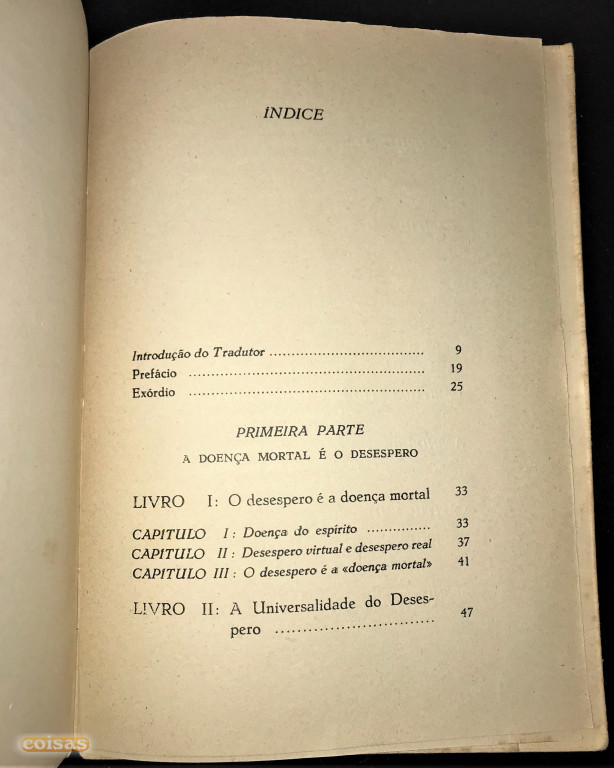 ÍNDICE
Introdução do Tradutor ..................................... 9
Prefácio ........................................................ 19
Exórdio ........................................................ 25
PRIMEIRA PARTE
A DOENÇA MORTAL É O DESESPERO
LIVRO I: O desespero é a doença mortal 33
CAPITULO I: Doença do espírito ............... 33
CAPITULO II: Desespero virtual e desespero real 37
CAPITULO III: O desespero é a «doença mortal» 41
LIVRO II: A Universalidade do Deses-
pero ............................. 47
coisas